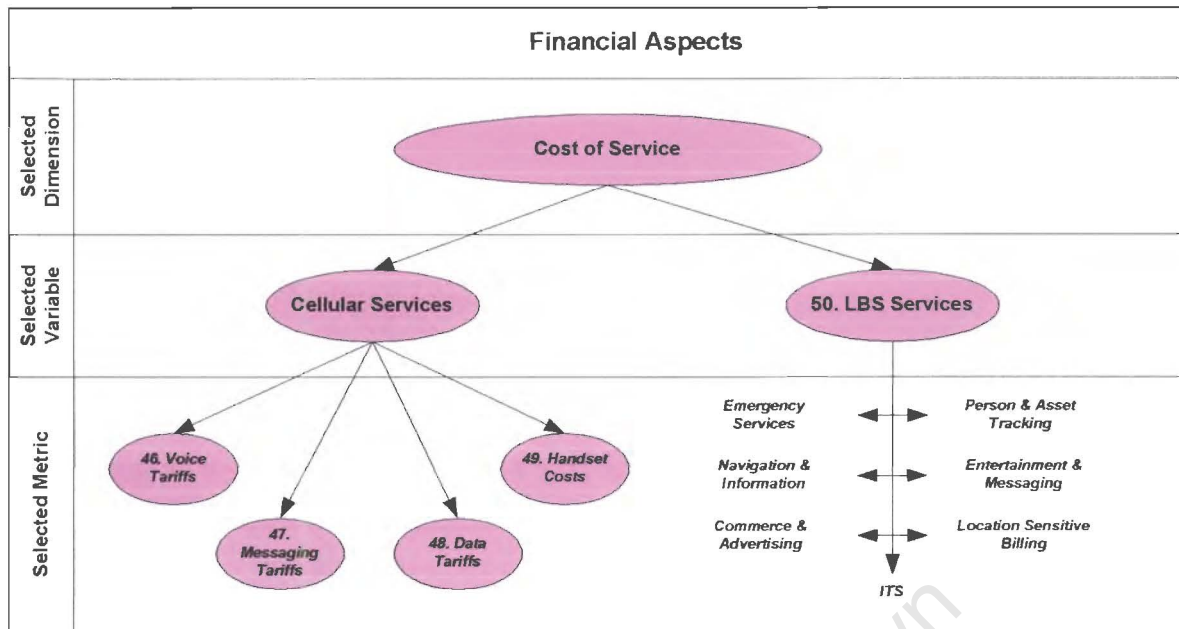 Financial Aspects
Selected
Dimension
Cost of Service
Selected
Variable
Cellular Services
50. LBS Services
Selected Metric
46. Voice
Tariffs
47.
Messaging
Tariffs
48. Data
Tariffs
49. Handset
Costs
Emergency
Services
Person & Asset
Tracking
Navigation &
Information
Entertainment &
Messaging
Commerce &
Advertising
Location Sensitive
Billing
ITS
wn